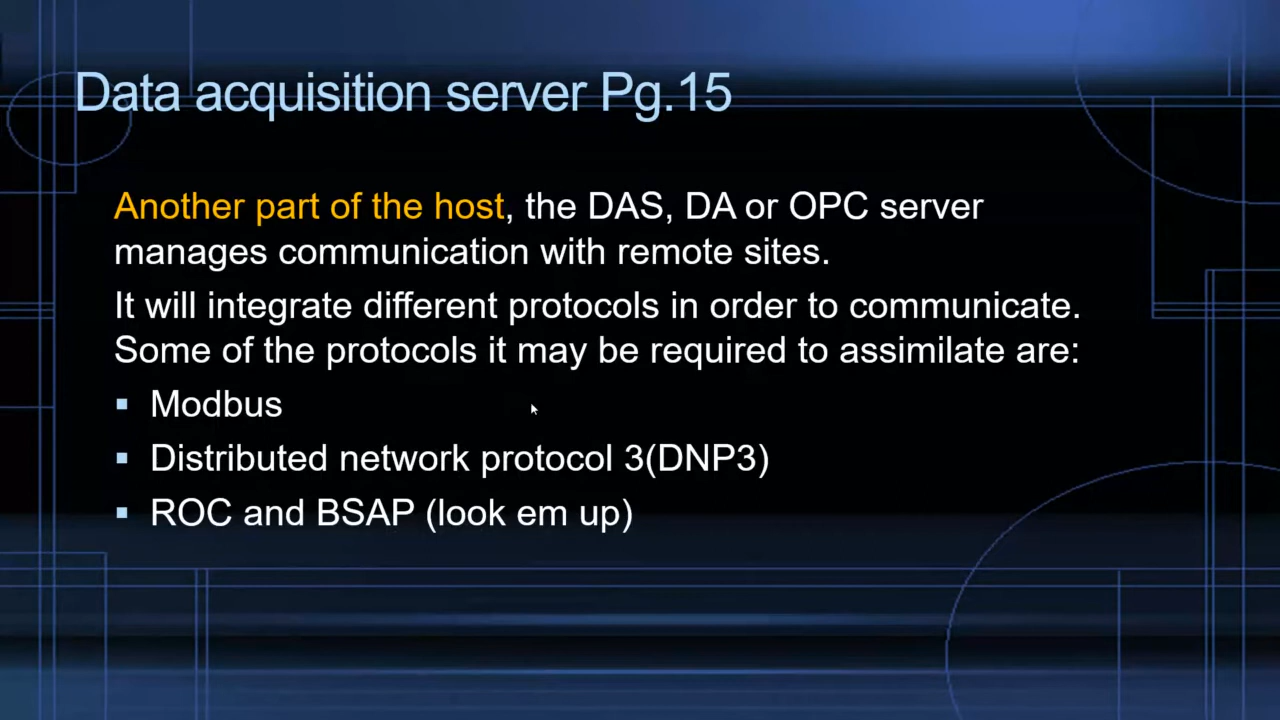 Data acquisition server Pg.15
Another part of the host, the DAS, DA or OPC server
manages communication with remote sites.
It will integrate different protocols in order to communicate.
Some of the protocols it may be required to assimilate are:
▪ Modbus
▪ Distributed network protocol 3(DNP3)
▪ ROC and BSAP (look em up)